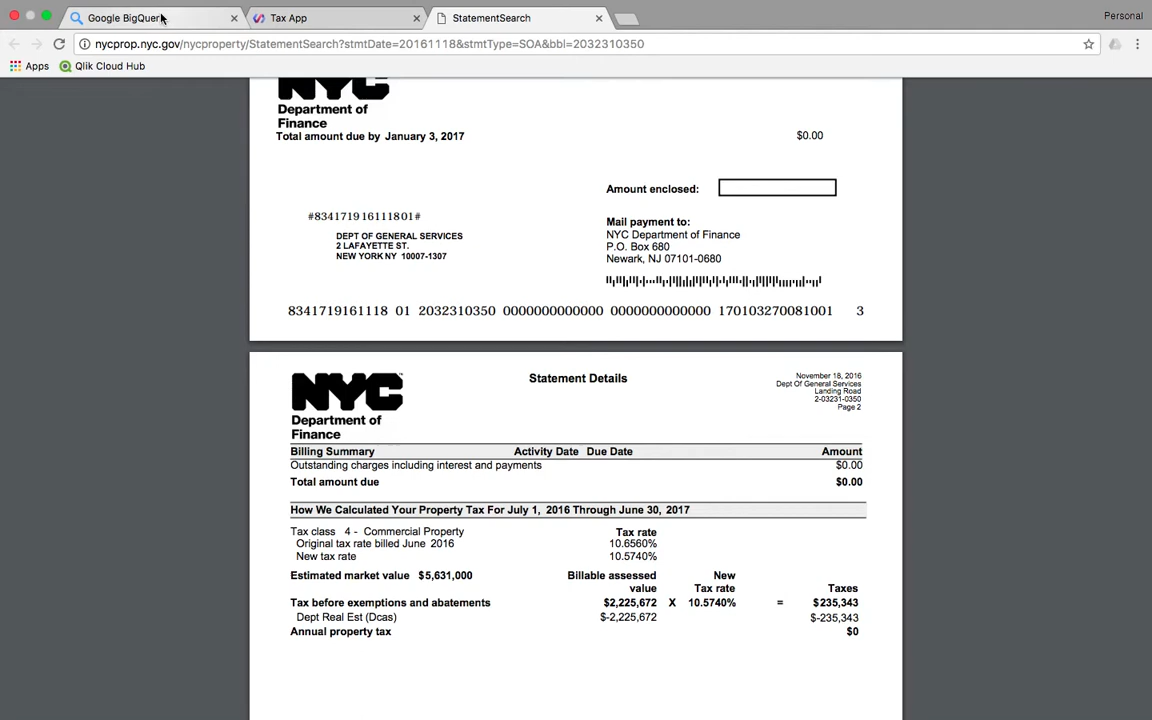 Google BigQuer
Tax App
StatementSearch
Personal
nycprop.nyc.gov/nycproperty/StatementSearch?stmtDate=20161118&stmtType=SOA&bbl=2032310350
Apps
Qlik Cloud Hub
NYC
Department of
Finance
Total amount due by January 3, 2017 $0.00
Amount enclosed:
#834171916111801#
DEPT OF GENERAL SERVICES
2 LAFAYETTE ST.
NEW YORK NY 10007-1307
Mail payment to:
NYC Department of Finance
P.O. Box 680
Newark, NJ 07101-0680
8341719161118 01 2032310350 0000000000000 0000000000000 170103270081001 3
NYC
Department of
Finance
Statement Details
November 18, 2016
Dept Of General Services
Landing Road
2-03231-0350
Page 2
Billing Summary Activity Date Due Date Amount
Outstanding charges including interest and payments $0.00
Total amount due $0.00
How We Calculated Your Property Tax For July 1, 2016 Through June 30, 2017
Tax class 4 - Commercial Property Tax rate
Original tax rate billed June 2016 10.6560%
New tax rate 10.5740%
Estimated market value $5,631,000 Billable assessed New
value Tax rate Taxes
Tax before exemptions and abatements $2,225,672 X 10.5740% = $235,343
Dept Real Est (Dcas) $-2,225,672 $-235,343
Annual property tax $0